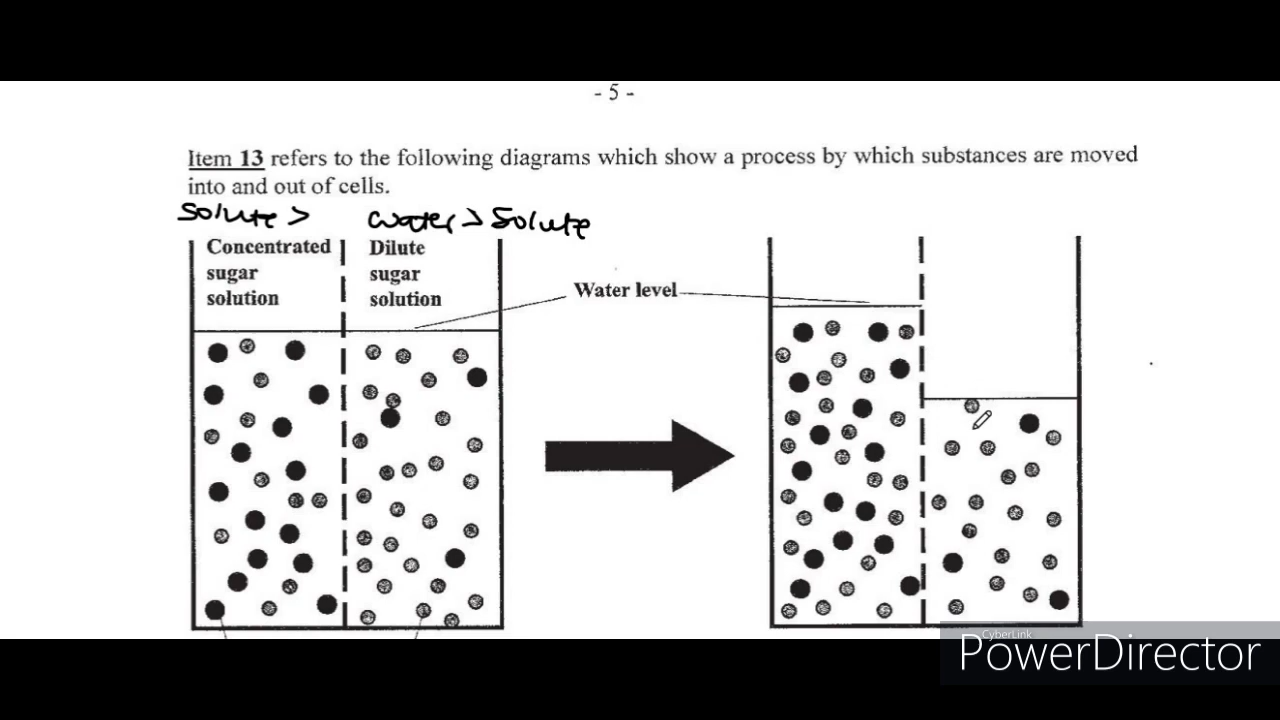 - 5 -
Item 13 refers to the following diagrams which show a process by which substances are moved
into and out of cells.
Solute > Water > Solute
Concentrated
sugar
solution
Dilute
sugar
solution
Water level
CyberLink
PowerDirector